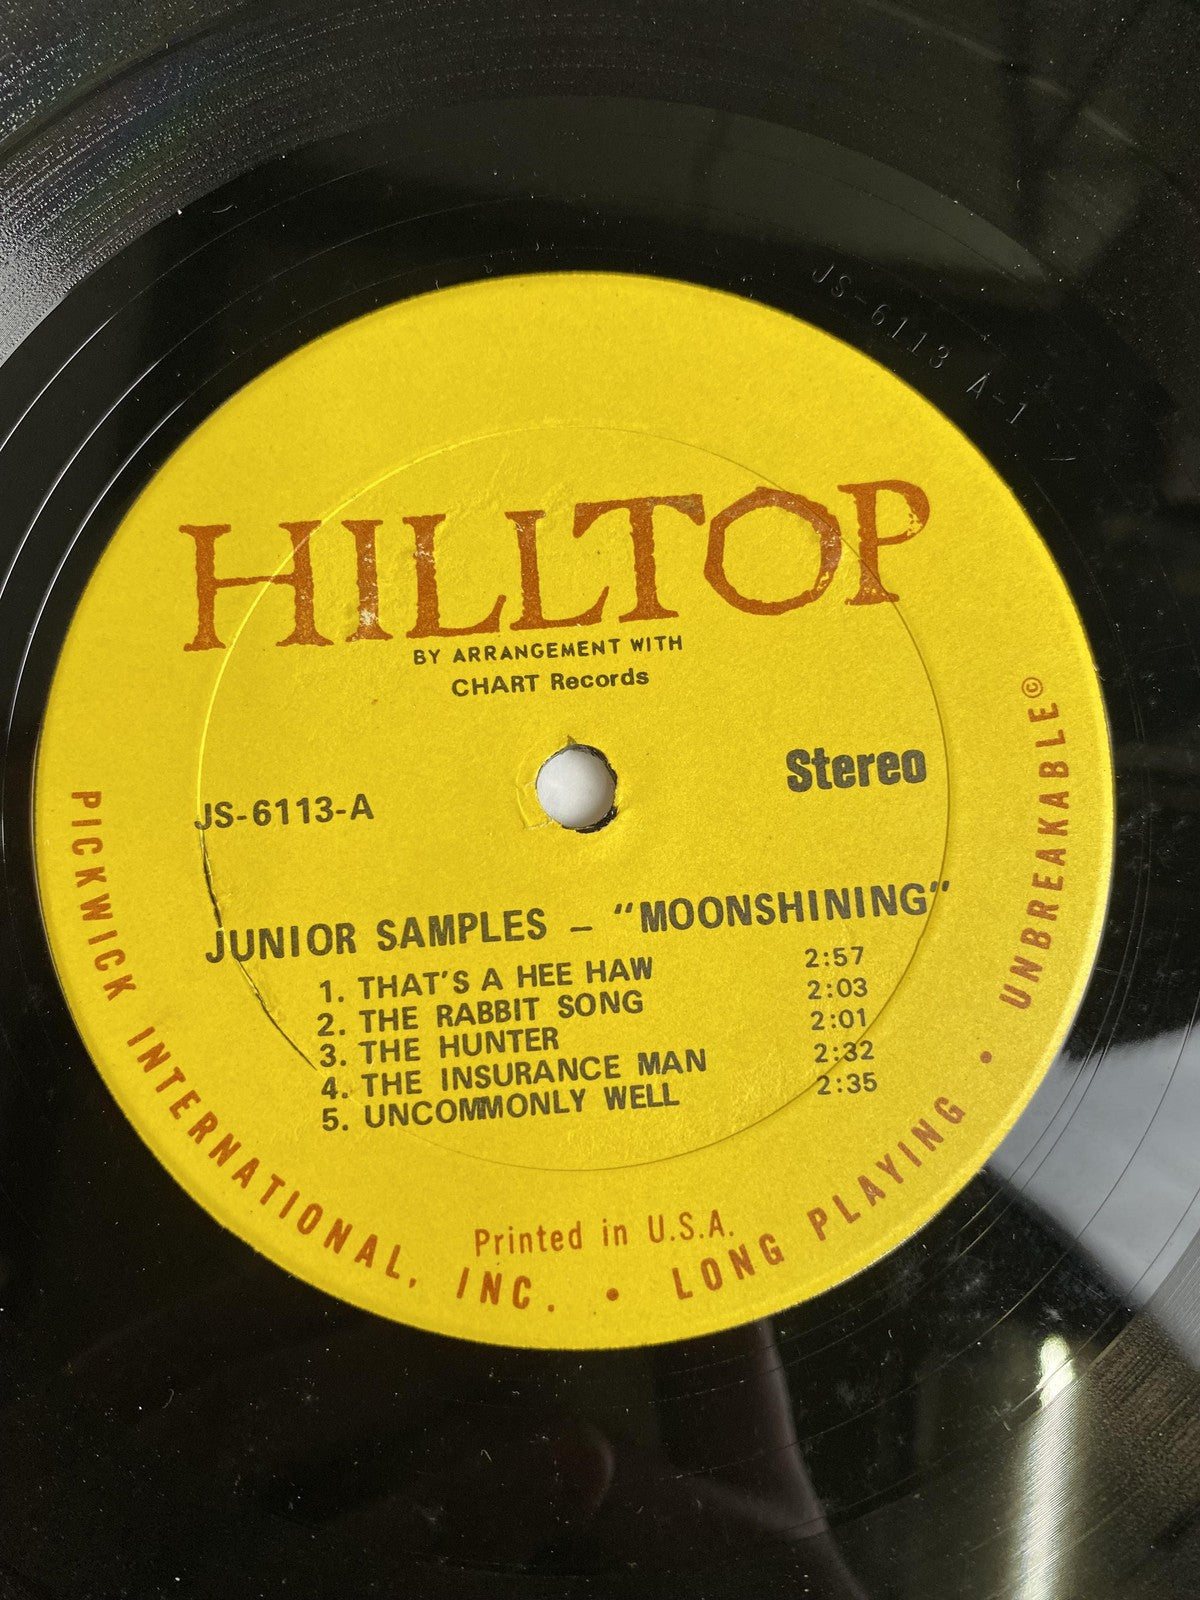 JS-6113 A-1
HILLTOP
BY ARRANGEMENT WITH
CHART Records
Stereo
JS-6113-A
JUNIOR SAMPLES – "MOONSHINING"
1. THAT'S A HEE HAW 2:57
2. THE RABBIT SONG 2:03
3. THE HUNTER 2:01
4. THE INSURANCE MAN 2:32
5. UNCOMMONLY WELL 2:35
Printed in U.S.A.
PICKWICK INTERNATIONAL, INC. • LONG PLAYING • UNBREAKABLE ©